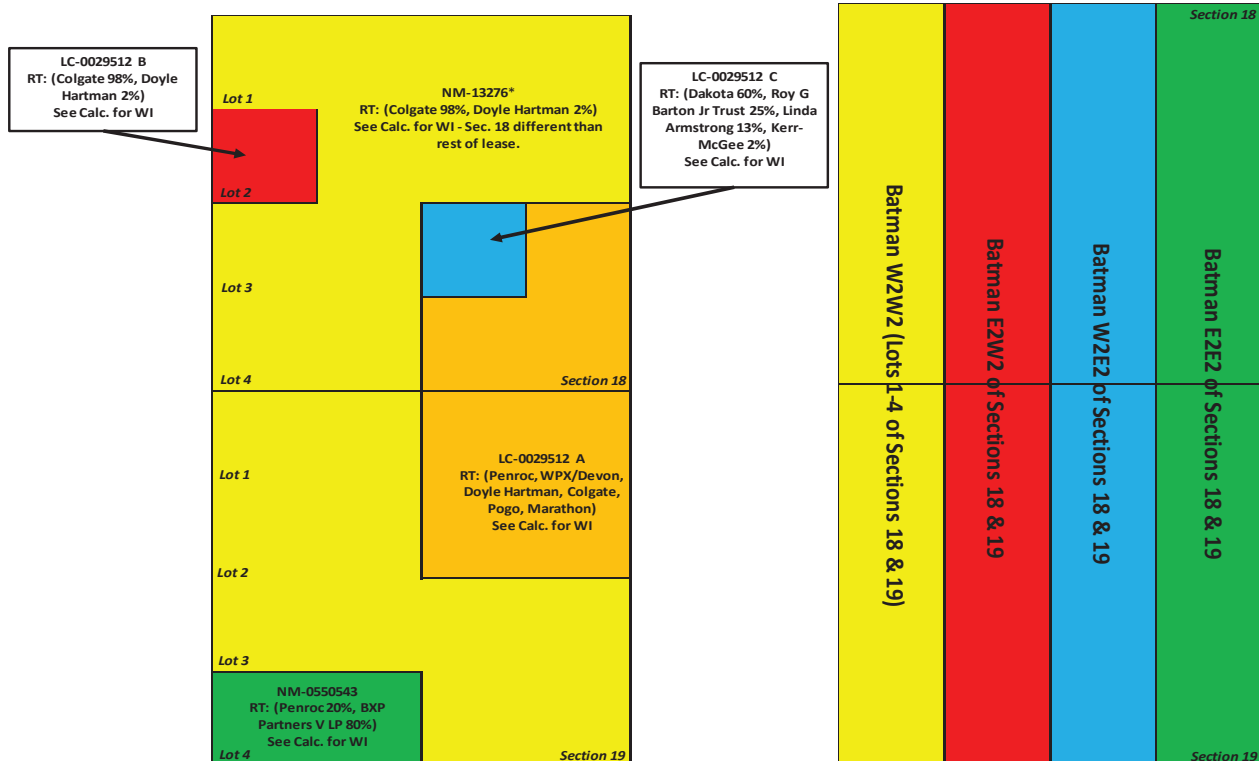 LC-0029512 B
RT: (Colgate 98%, Doyle
Hartman 2%)
See Calc. for WI
Lot 1
Lot 2
NM-13276*
RT: (Colgate 98%, Doyle Hartman 2%)
See Calc. for WI - Sec. 18 different than
rest of lease.
LC-0029512 C
RT: (Dakota 60%, Roy G
Barton Jr Trust 25%, Linda
Armstrong 13%, Kerr-
McGee 2%)
See Calc. for WI
Lot 3
Lot 4
Section 18
LC-0029512 A
RT: (Penroc, WPX/Devon,
Doyle Hartman, Colgate,
Pogo, Marathon)
See Calc. for WI
Lot 1
Lot 2
Lot 3
NM-0550543
RT: (Penroc 20%, BXP
Partners V LP 80%)
See Calc. for WI
Lot 4
Section 19
Section 18
Batman W2W2 (Lots 1-4 of Sections 18 & 19)
Batman E2W2 of Sections 18 & 19
Batman W2E2 of Sections 18 & 19
Batman E2E2 of Sections 18 & 19
Section 19